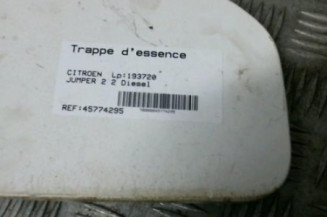 Trappe d'essence
CITROEN Lp:193720
JUMPER 2 2 Diesel
REF:45774295